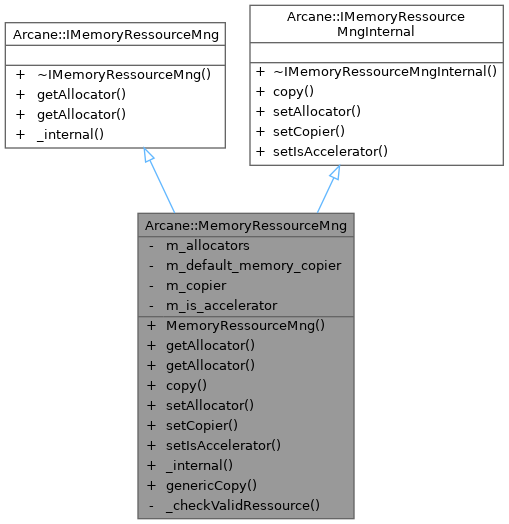 Arcane::IMemoryRessourceMng
+ ~IMemoryRessourceMng()
+ getAllocator()
+ getAllocator()
+ _internal()
Arcane::IMemoryRessource
MngInternal
+ ~IMemoryRessourceMngInternal()
+ copy()
+ setAllocator()
+ setCopier()
+ setIsAccelerator()
Arcane::MemoryRessourceMng
- m_allocators
- m_default_memory_copier
- m_copier
- m_is_accelerator
+ MemoryRessourceMng()
+ getAllocator()
+ getAllocator()
+ copy()
+ setAllocator()
+ setCopier()
+ setIsAccelerator()
+ _internal()
+ genericCopy()
- _checkValidRessource()